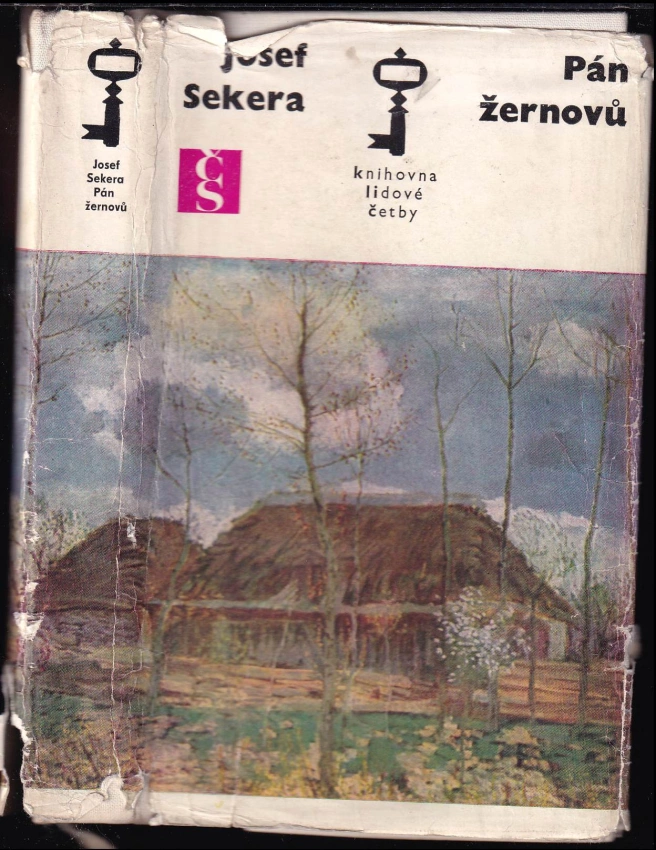 Josef
Sekera
Pán
žernovů
Josef
Sekera
ČS
knihovna
lidové
četby
Pán
žernovů